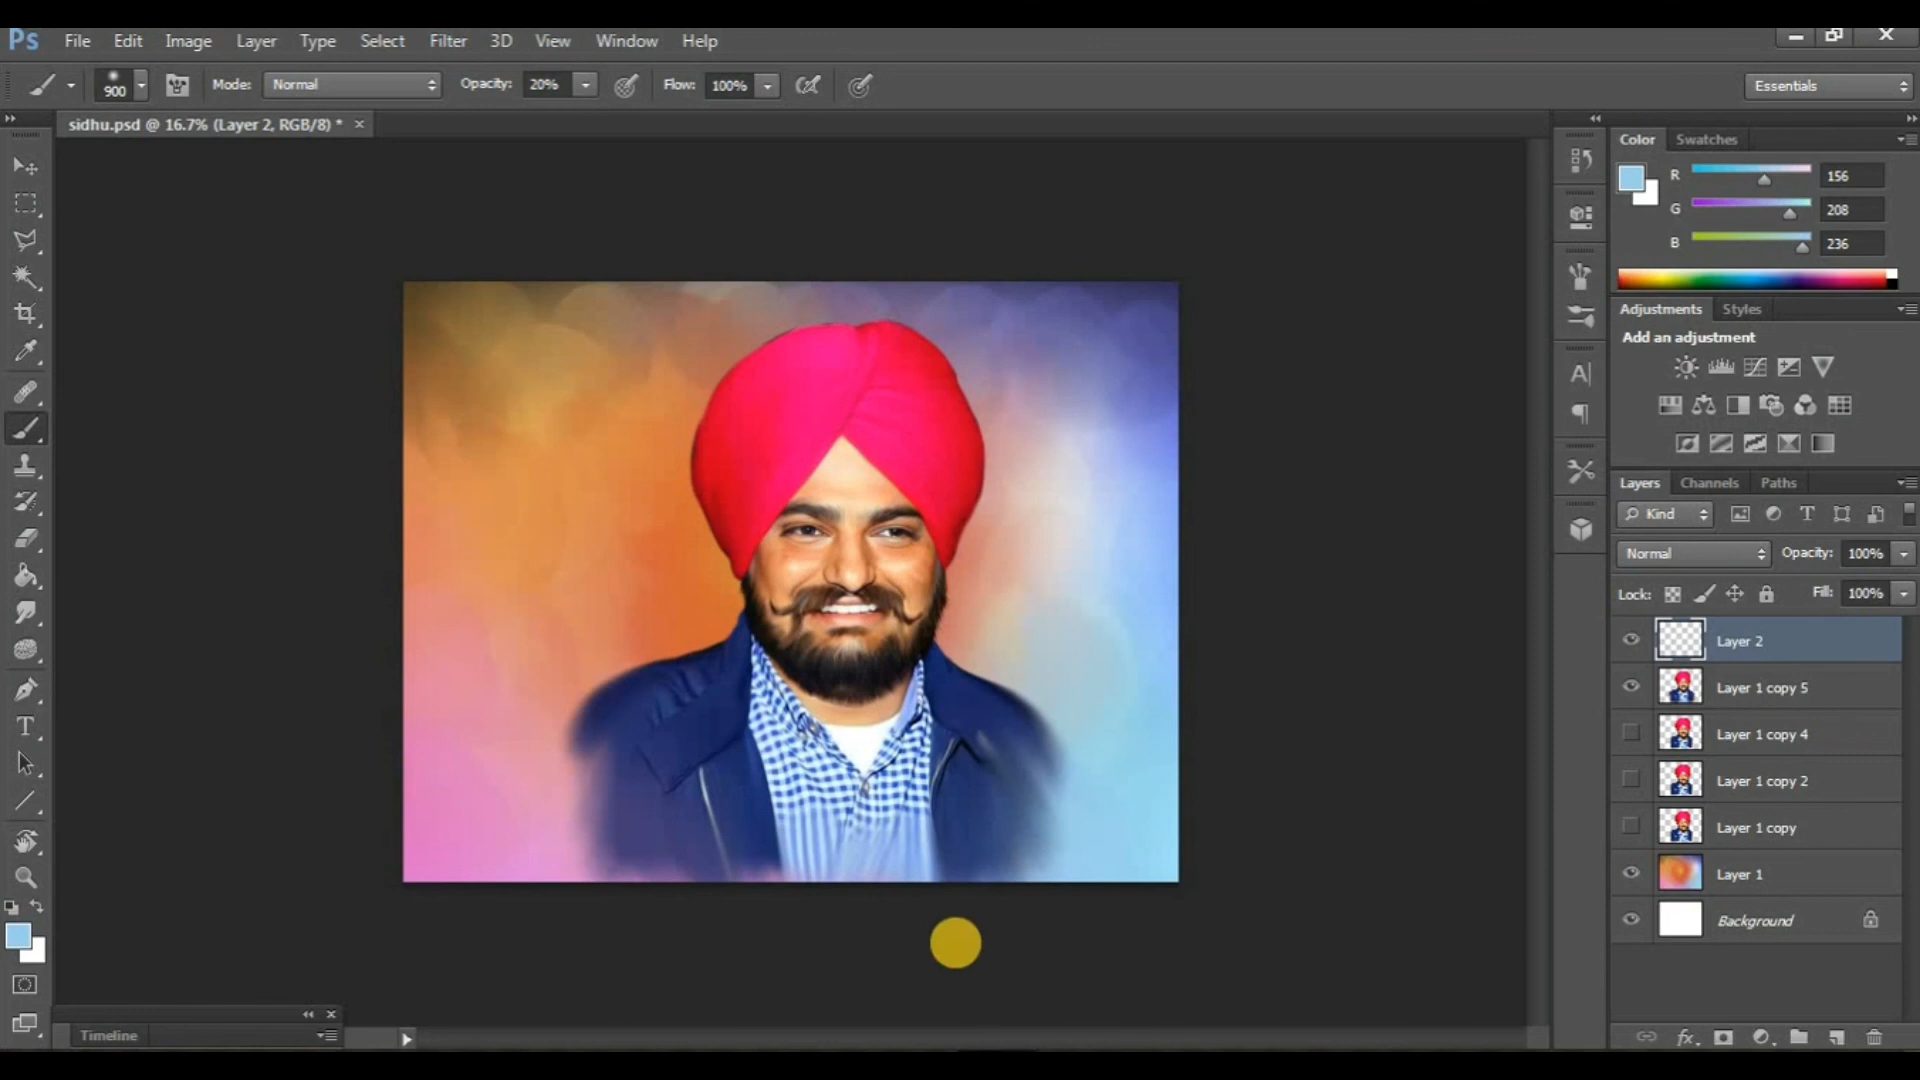 Ps File Edit Image Layer Type Select Filter 3D View Window Help
900 Mode: Normal Opacity: 20% Flow: 100% Essentials
sidhu.psd @ 16.7% (Layer 2, RGB/8) * ×
Color Swatches
R 156
G 208
B 236
Adjustments Styles
Add an adjustment
Layers Channels Paths
Kind
Normal Opacity: 100%
Lock: Fill: 100%
Layer 2
Layer 1 copy 5
Layer 1 copy 4
Layer 1 copy 2
Layer 1 copy
Layer 1
Background
Timeline